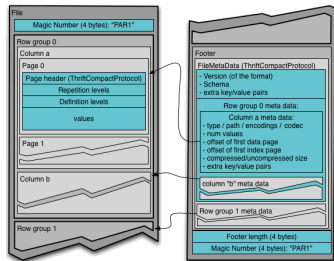 File
Magic Number (4 bytes): "PAR1"
Row group 0
Column a
Page 0
Page header (ThriftCompactProtocol)
Repetition levels
Definition levels
values
Page 1
Column b
Row group 1
Footer
FileMetaData (ThriftCompactProtocol)
- Version (of the format)
- Schema
- extra key/value pairs
Row group 0 meta data:
Column a meta data:
- type / path / encodings / codec
- num values
- offset of first data page
- offset of first index page
- compressed/uncompressed size
- extra key/value pairs
column "b" meta data
Row group 1 meta data
Footer length (4 bytes)
Magic Number (4 bytes): "PAR1"